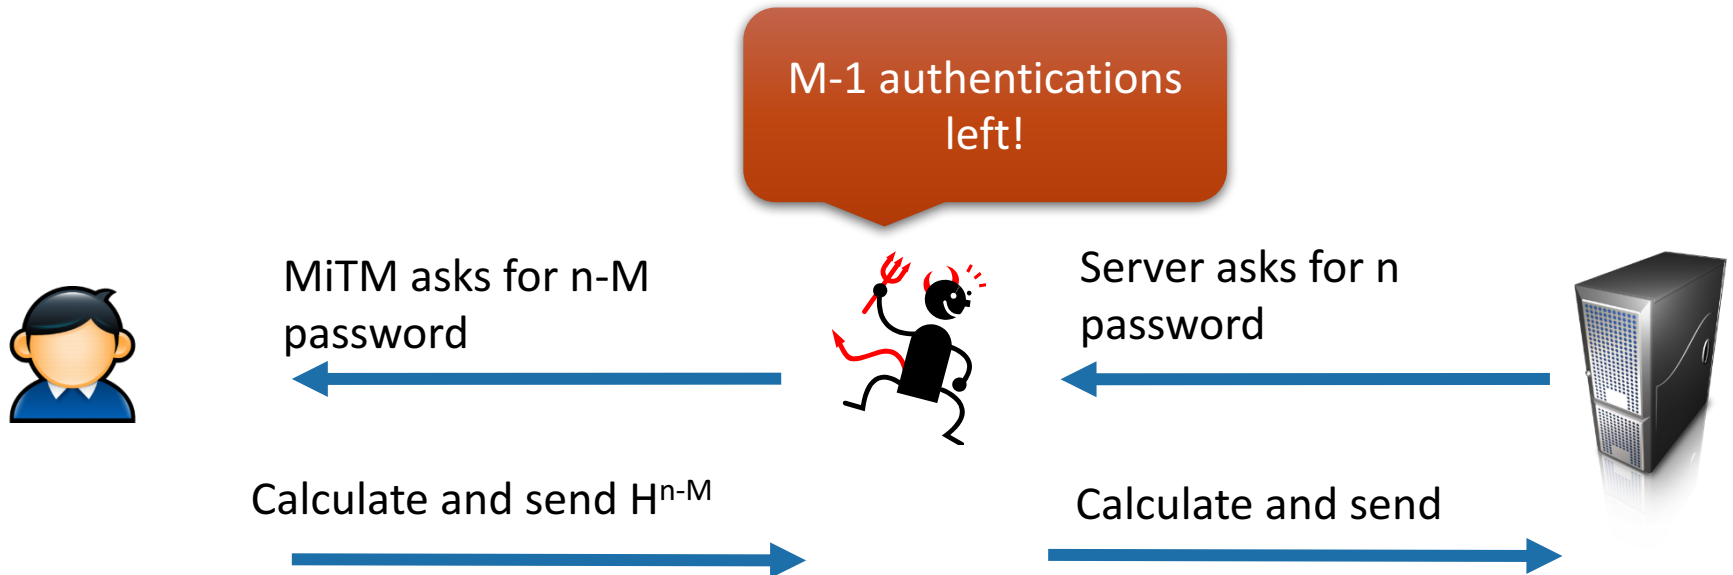 M-1 authentications
left!
MiTM asks for n-M
password
Server asks for n
password
Calculate and send Hⁿ⁻ᴹ
Calculate and send